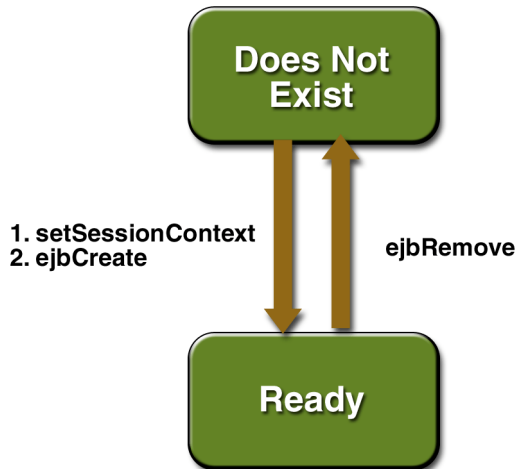 Does Not
Exist
1. setSessionContext
2. ejbCreate
ejbRemove
Ready